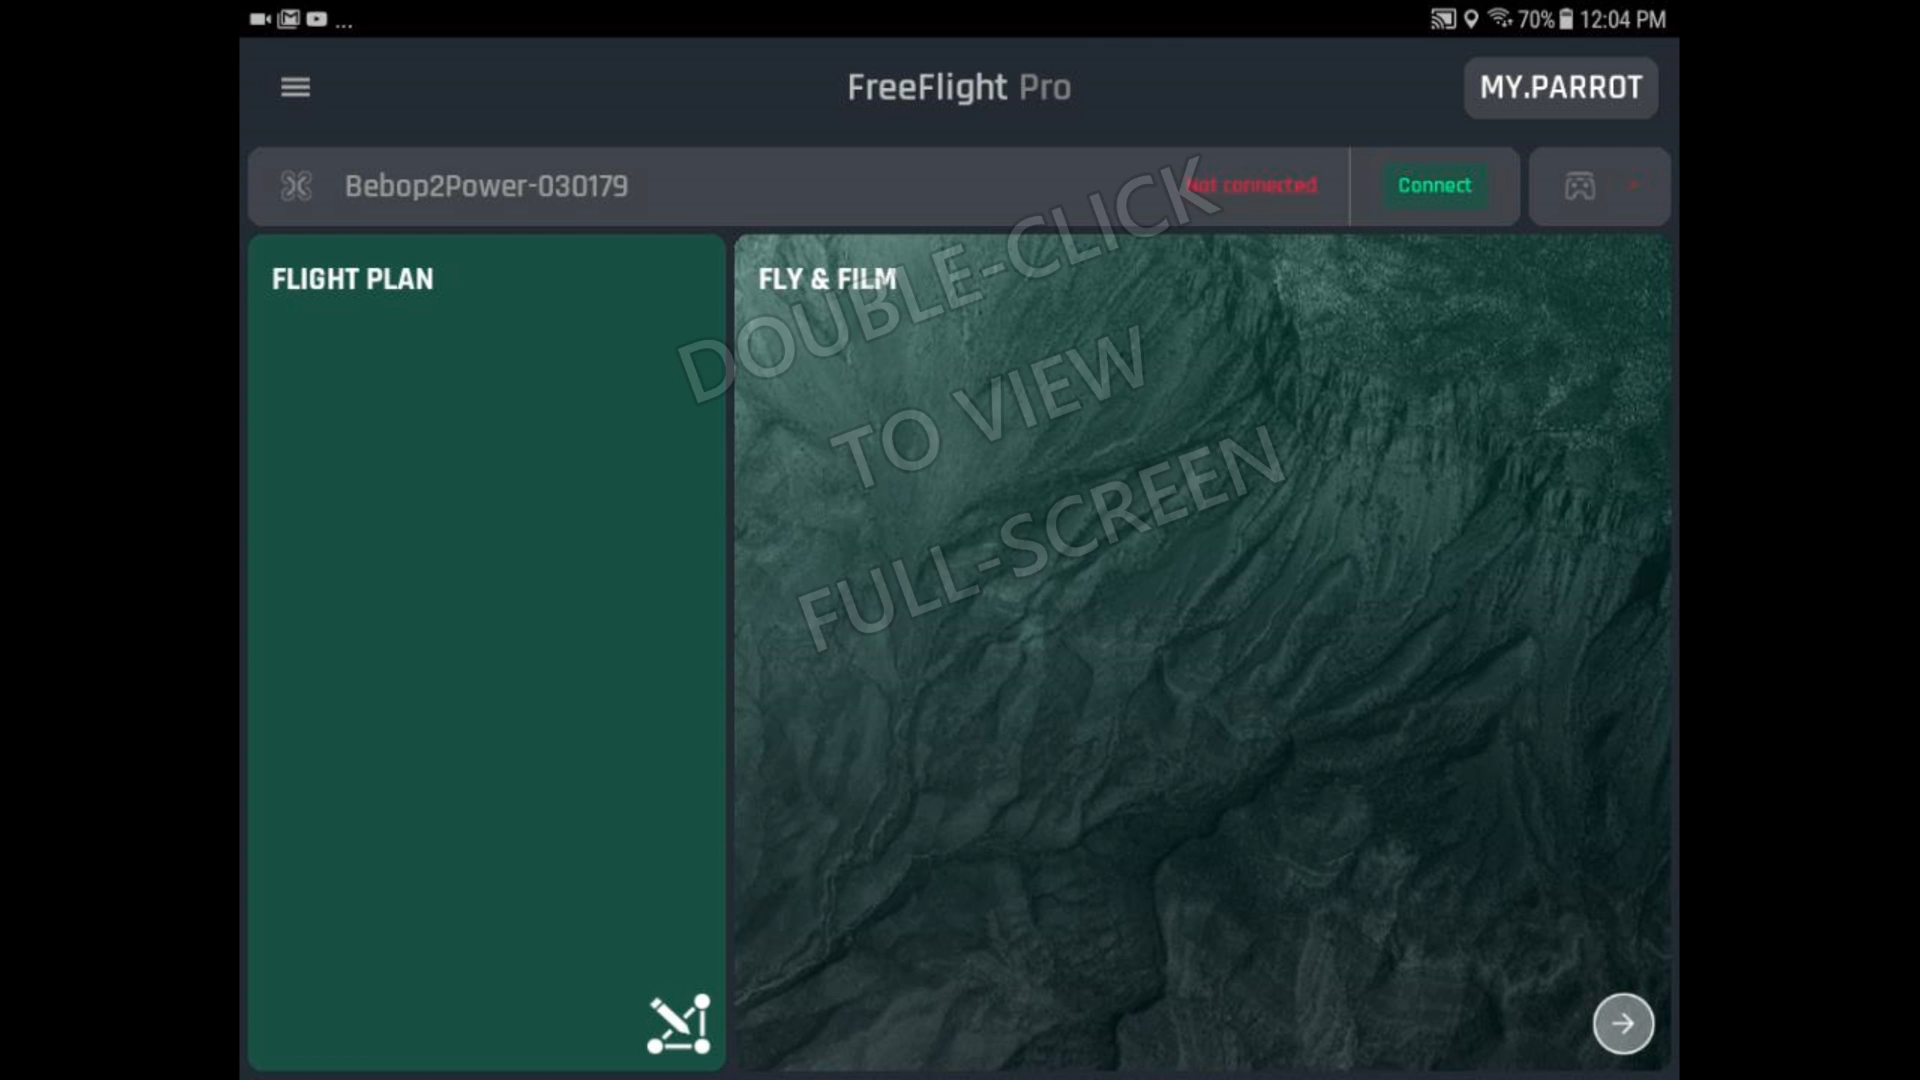 ... 70% 12:04 PM
FreeFlight Pro
MY.PARROT
Bebop2Power-030179
Not connected
Connect
FLIGHT PLAN
FLY & FILM
DOUBLE-CLICK
TO VIEW
FULL-SCREEN